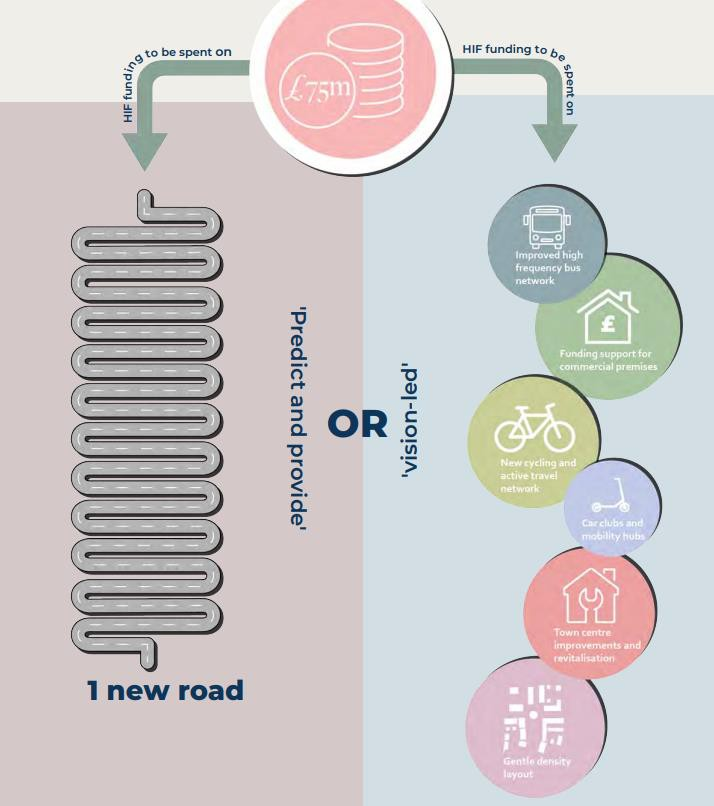 HIF funding to be spent on
HIF funding to be spent on
£75m
Improved high
frequency bus
network
£
Funding support for
commercial premises
'Predict and provide'
OR
'vision-led'
New cycling and
active travel
network
Car clubs and
mobility hubs
Town centre
improvements and
revitalisation
1 new road
Gentle density
layout